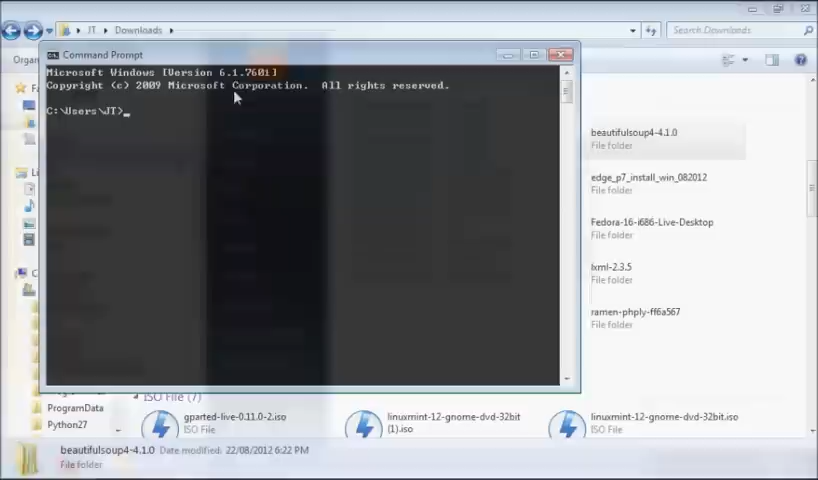 JT
Downloads
Search Downloads
Command Prompt
Organ
Microsoft Windows [Version 6.1.7601]
Copyright (c) 2009 Microsoft Corporation. All rights reserved.
C:\Users\JT>_
Fa
Li
C
beautifulsoup4-4.1.0
File folder
edge_p7_install_win_082012
File folder
Fedora-16-i686-Live-Desktop
File folder
lxml-2.3.5
File folder
ramen-phply-ff6a567
File folder
ISO File (7)
ProgramData
Python27
gparted-live-0.11.0-2.iso
ISO File
linuxmint-12-gnome-dvd-32bit
(1).iso
linuxmint-12-gnome-dvd-32bit.iso
ISO File
beautifulsoup4-4.1.0 Date modified: 22/08/2012 6:22 PM
File folder